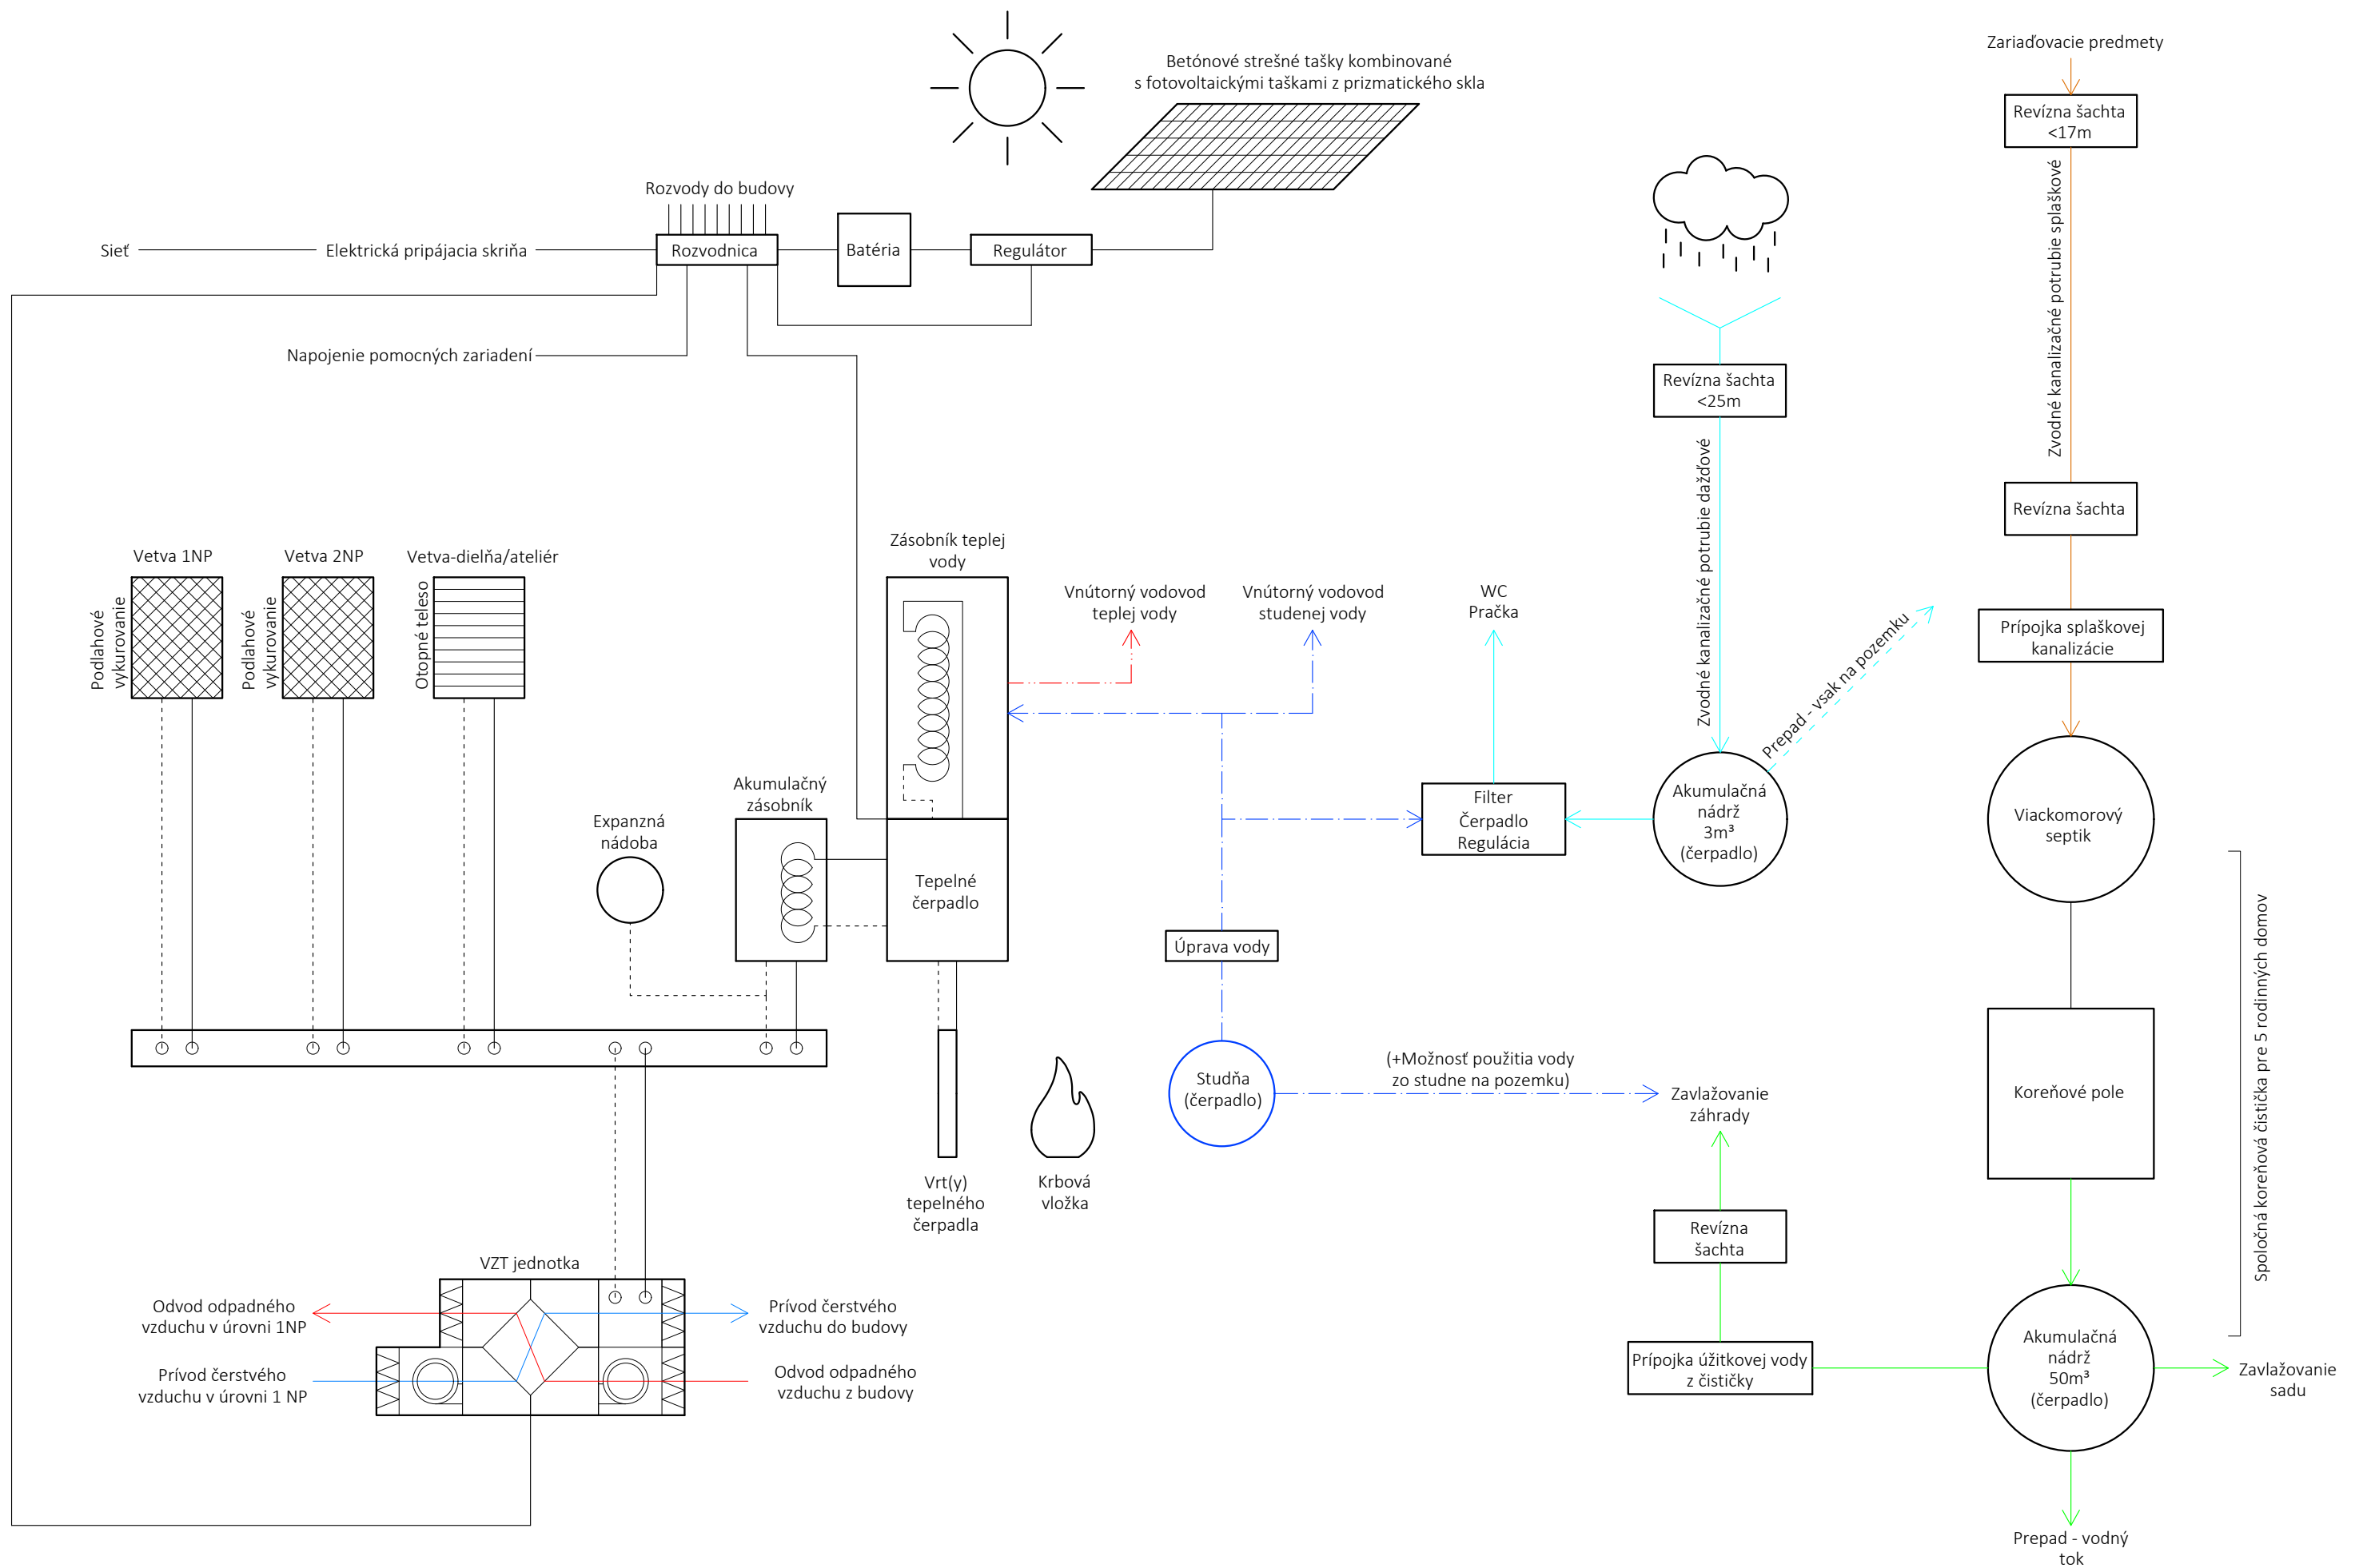 Zariaďovacie predmety
Betónové strešné tašky kombinované
s fotovoltaickými taškami z prizmatického skla
Revízna šachta
<17m
Zvodné kanalizačné potrubie splaškové
Rozvody do budovy
Sieť
Elektrická pripájacia skriňa
Rozvodnica
Batéria
Regulátor
Napojenie pomocných zariadení
Revízna šachta
<25m
Zvodné kanalizačné potrubie dažďové
Revízna šachta
Vetva 1NP
Vetva 2NP
Vetva-dielňa/ateliér
Podlahové
vykurovanie
Podlahové
vykurovanie
Otopné teleso
Zásobník teplej
vody
Vnútorný vodovod
teplej vody
Vnútorný vodovod
studenej vody
WC
Pračka
Prepad - vsak na pozemku
Prípojka splaškovej
kanalizácie
Akumulačný
zásobník
Expanzná
nádoba
Tepelné
čerpadlo
Filter
Čerpadlo
Regulácia
Akumulačná
nádrž
3m³
(čerpadlo)
Viackomorový
septik
Úprava vody
Spoločná koreňová čistička pre 5 rodinných domov
Studňa
(čerpadlo)
(+Možnosť použitia vody
zo studne na pozemku)
Zavlažovanie
záhrady
Koreňové pole
Vrt(y)
tepelného
čerpadla
Krbová
vložka
Revízna
šachta
VZT jednotka
Odvod odpadného
vzduchu v úrovni 1NP
Prívod čerstvého
vzduchu do budovy
Prívod čerstvého
vzduchu v úrovni 1 NP
Odvod odpadného
vzduchu z budovy
Prípojka úžitkovej vody
z čističky
Akumulačná
nádrž
50m³
(čerpadlo)
Zavlažovanie
sadu
Prepad - vodný
tok